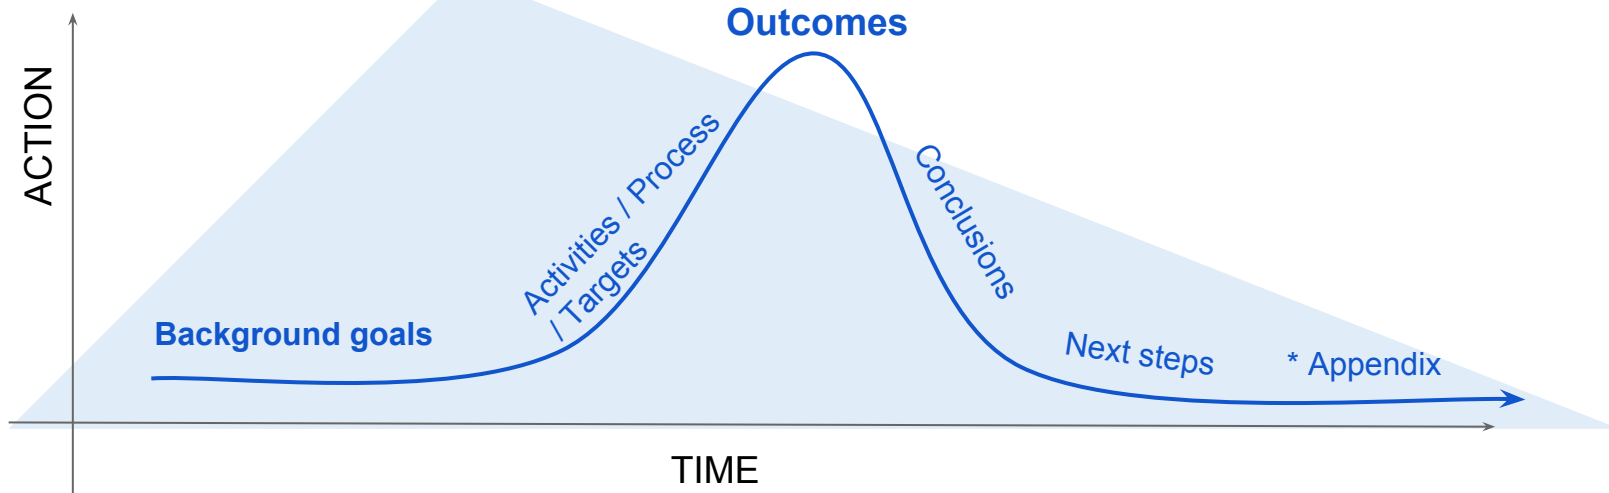 Outcomes
ACTION
Activities / Process
/ Targets
Conclusions
Background goals
Next steps
* Appendix
TIME